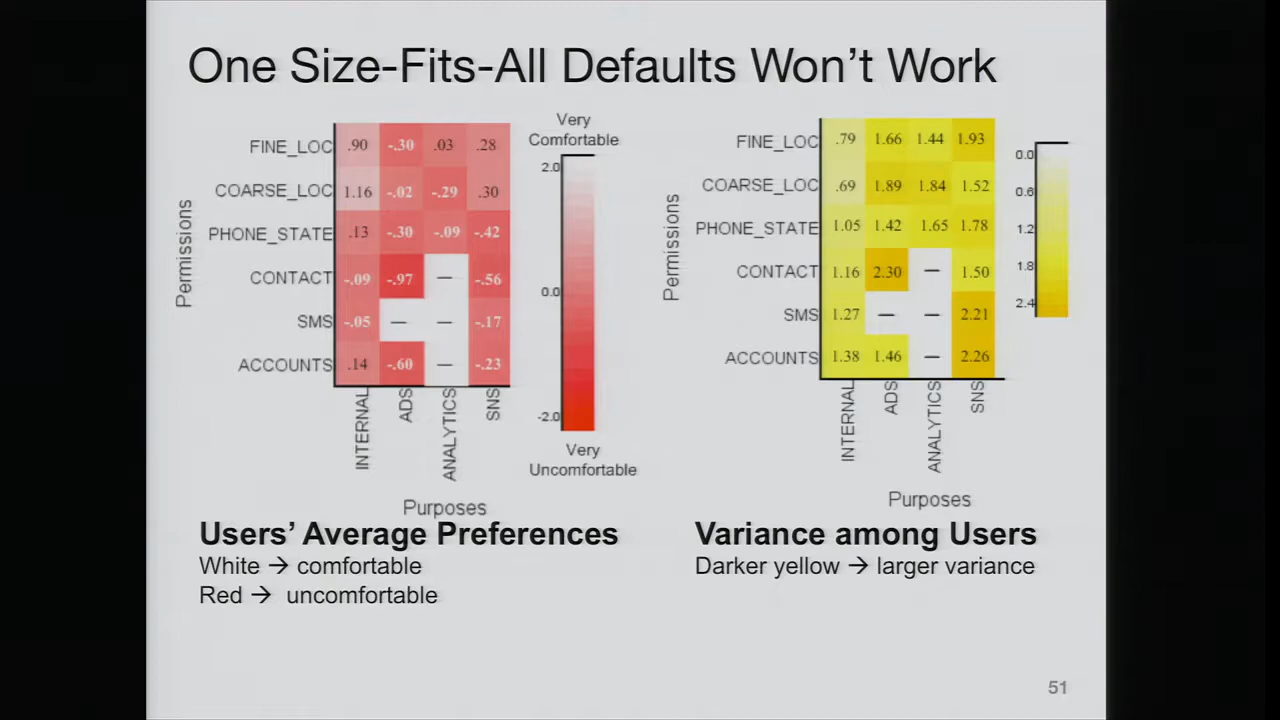 One Size-Fits-All Defaults Won't Work
Very
Comfortable
Permissions
FINE_LOC .90 -.30 .03 .28
COARSE_LOC 1.16 -.02 -.29 .30
PHONE_STATE .13 -.30 -.09 -.42
CONTACT -.09 -.97 — -.56
SMS -.05 — — -.17
ACCOUNTS .14 -.60 — -.23
INTERNAL ADS ANALYTICS SNS
Purposes
2.0
0.0
-2.0
Very
Uncomfortable
Permissions
FINE_LOC .79 1.66 1.44 1.93
COARSE_LOC .69 1.89 1.84 1.52
PHONE_STATE 1.05 1.42 1.65 1.78
CONTACT 1.16 2.30 — 1.50
SMS 1.27 — — 2.21
ACCOUNTS 1.38 1.46 — 2.26
INTERNAL ADS ANALYTICS SNS
Purposes
0.0
0.6
1.2
1.8
2.4
Users' Average Preferences
White → comfortable
Red → uncomfortable
Variance among Users
Darker yellow → larger variance
51